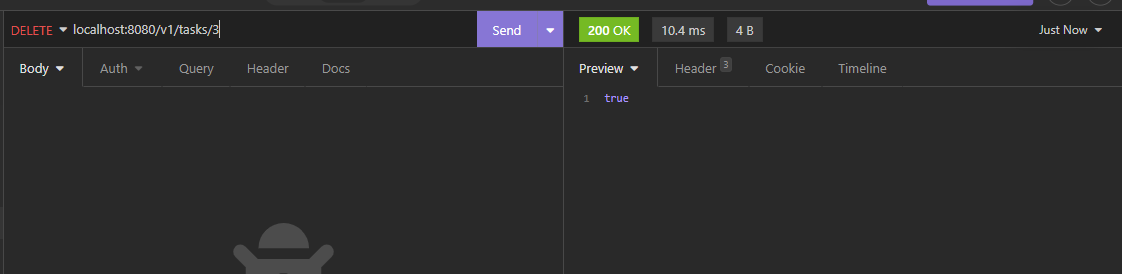 DELETE localhost:8080/v1/tasks/3 Send 200 OK 10.4 ms 4 B Just Now
Body Auth Query Header Docs Preview Header 3 Cookie Timeline
1 true